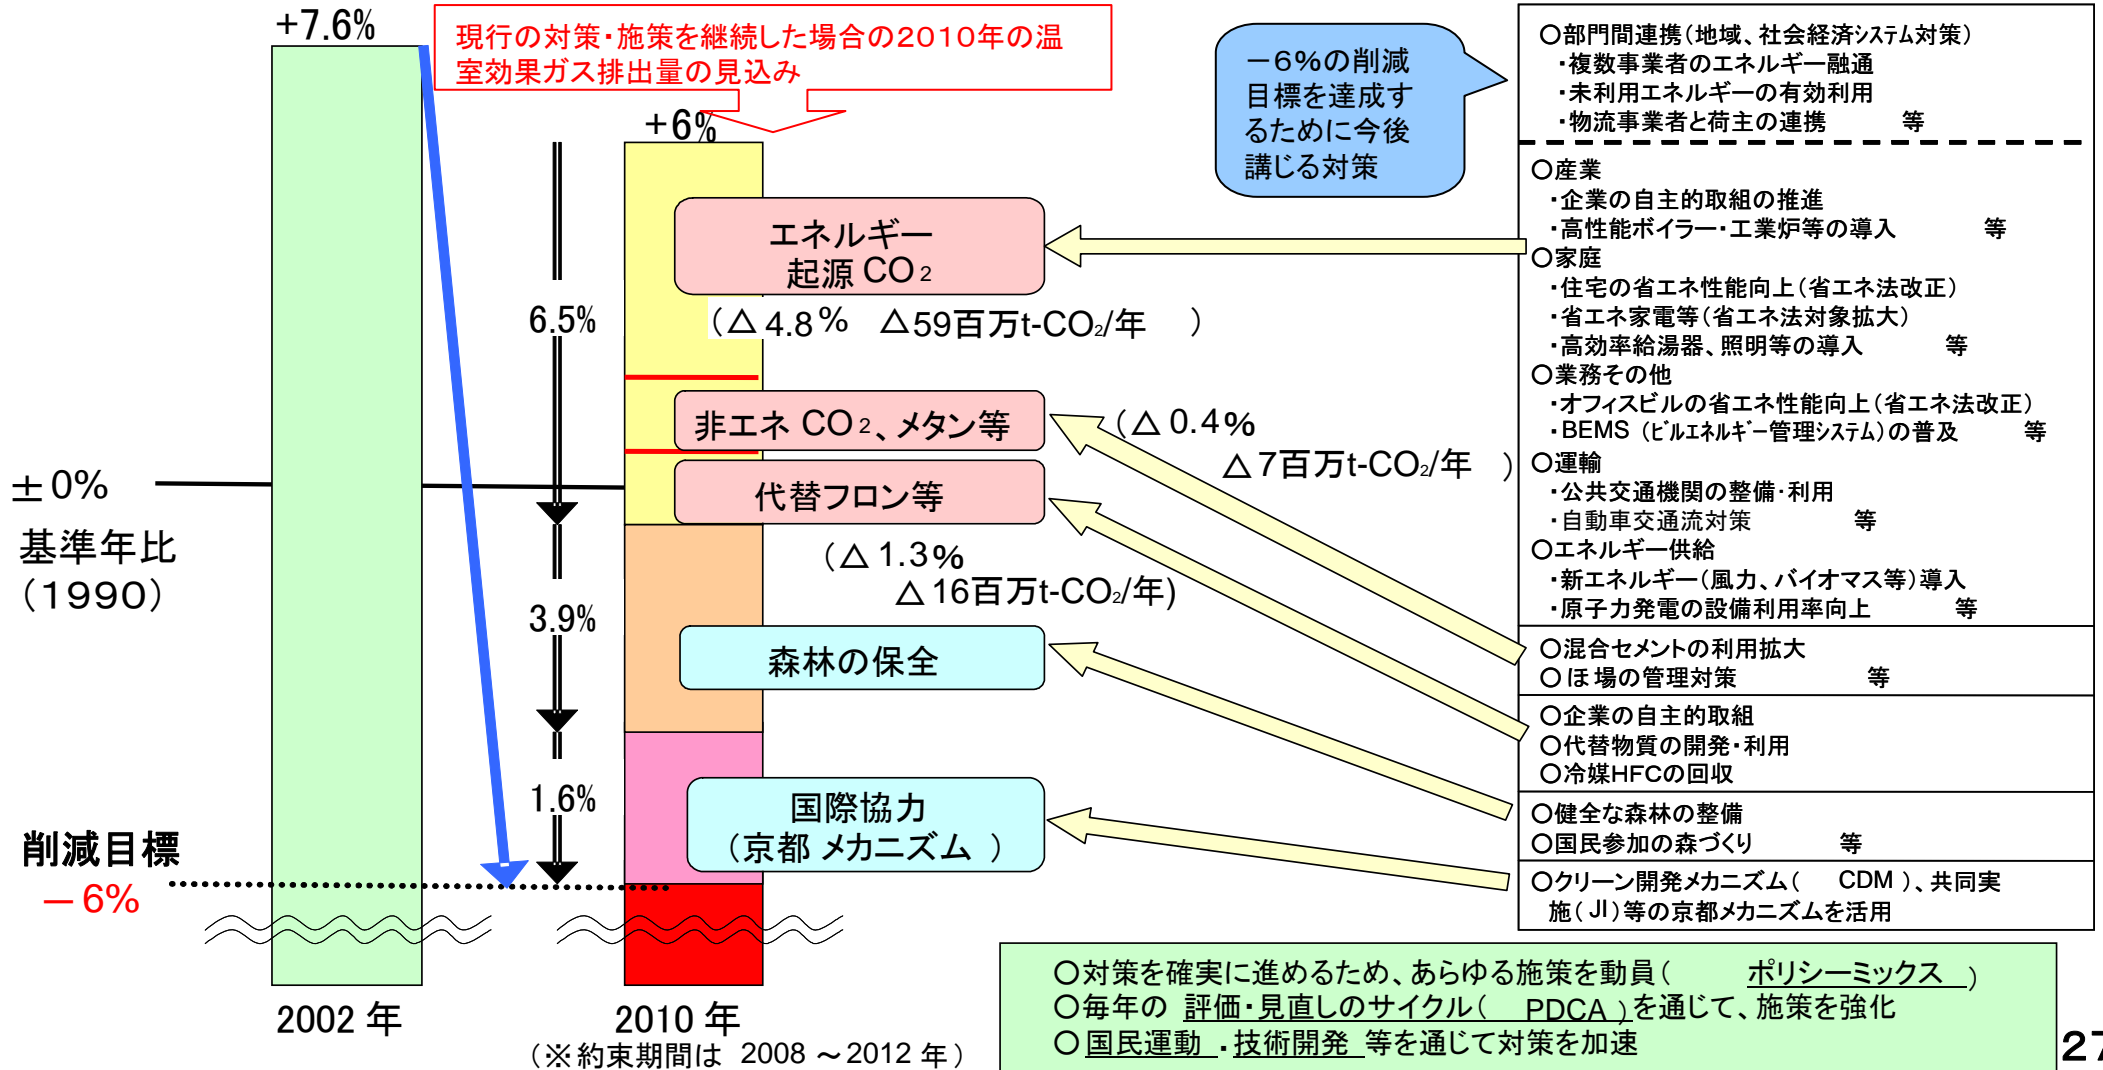 +7.6%
現行の対策・施策を継続した場合の2010年の温
室効果ガス排出量の見込み
+6%
−6%の削減
目標を達成す
るために今後
講じる対策
○部門間連携(地域、社会経済システム対策)
・複数事業者のエネルギー融通
・未利用エネルギーの有効利用
・物流事業者と荷主の連携 等
○産業
・企業の自主的取組の推進
・高性能ボイラー・工業炉等の導入 等
○家庭
・住宅の省エネ性能向上(省エネ法改正)
・省エネ家電等(省エネ法対象拡大)
・高効率給湯器、照明等の導入 等
○業務その他
・オフィスビルの省エネ性能向上(省エネ法改正)
・BEMS(ビルエネルギー管理システム)の普及 等
○運輸
・公共交通機関の整備・利用
・自動車交通流対策 等
○エネルギー供給
・新エネルギー(風力、バイオマス等)導入
・原子力発電の設備利用率向上 等
○混合セメントの利用拡大
○ほ場の管理対策 等
○企業の自主的取組
○代替物質の開発・利用
○冷媒HFCの回収
○健全な森林の整備
○国民参加の森づくり 等
○クリーン開発メカニズム( CDM )、共同実
施(JI)等の京都メカニズムを活用
エネルギー
起源 CO2
6.5%
(△4.8% △59百万t-CO2/年 )
非エネ CO2、メタン等
(△0.4%
△7百万t-CO2/年 )
代替フロン等
(△1.3%
△16百万t-CO2/年)
±0%
基準年比
(1990)
3.9%
森林の保全
1.6%
国際協力
(京都 メカニズム )
削減目標
−6%
2002 年
2010 年
(※約束期間は 2008 ~2012 年)
○対策を確実に進めるため、あらゆる施策を動員( ポリシーミックス )
○毎年の 評価・見直しのサイクル( PDCA )を通じて、施策を強化
○国民運動 ・技術開発 等を通じて対策を加速
27